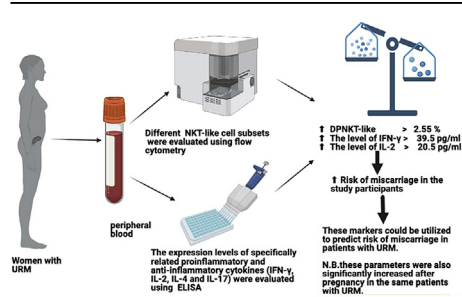 Women with
URM
peripheral
blood
Different NKT-like cell subsets
were evaluated using flow
cytometry
The expression levels of specifically
related proinflammatory and
anti-inflammatory cytokines (IFN-γ,
IL-2, IL-4 and IL-17) were evaluated
using ELISA
⬆ DPNKT-like > 2.55 %
⬆ The level of IFN-γ > 39.5 pg/ml
⬆ The level of IL-2 > 20.5 pg/ml
⬆ Risk of miscarriage in the
study participants
These markers could be utilized
to predict risk of miscarriage in
patients with URM.
N.B.these parameters were also
significantly increased after
pregnancy in the same patients
with URM.